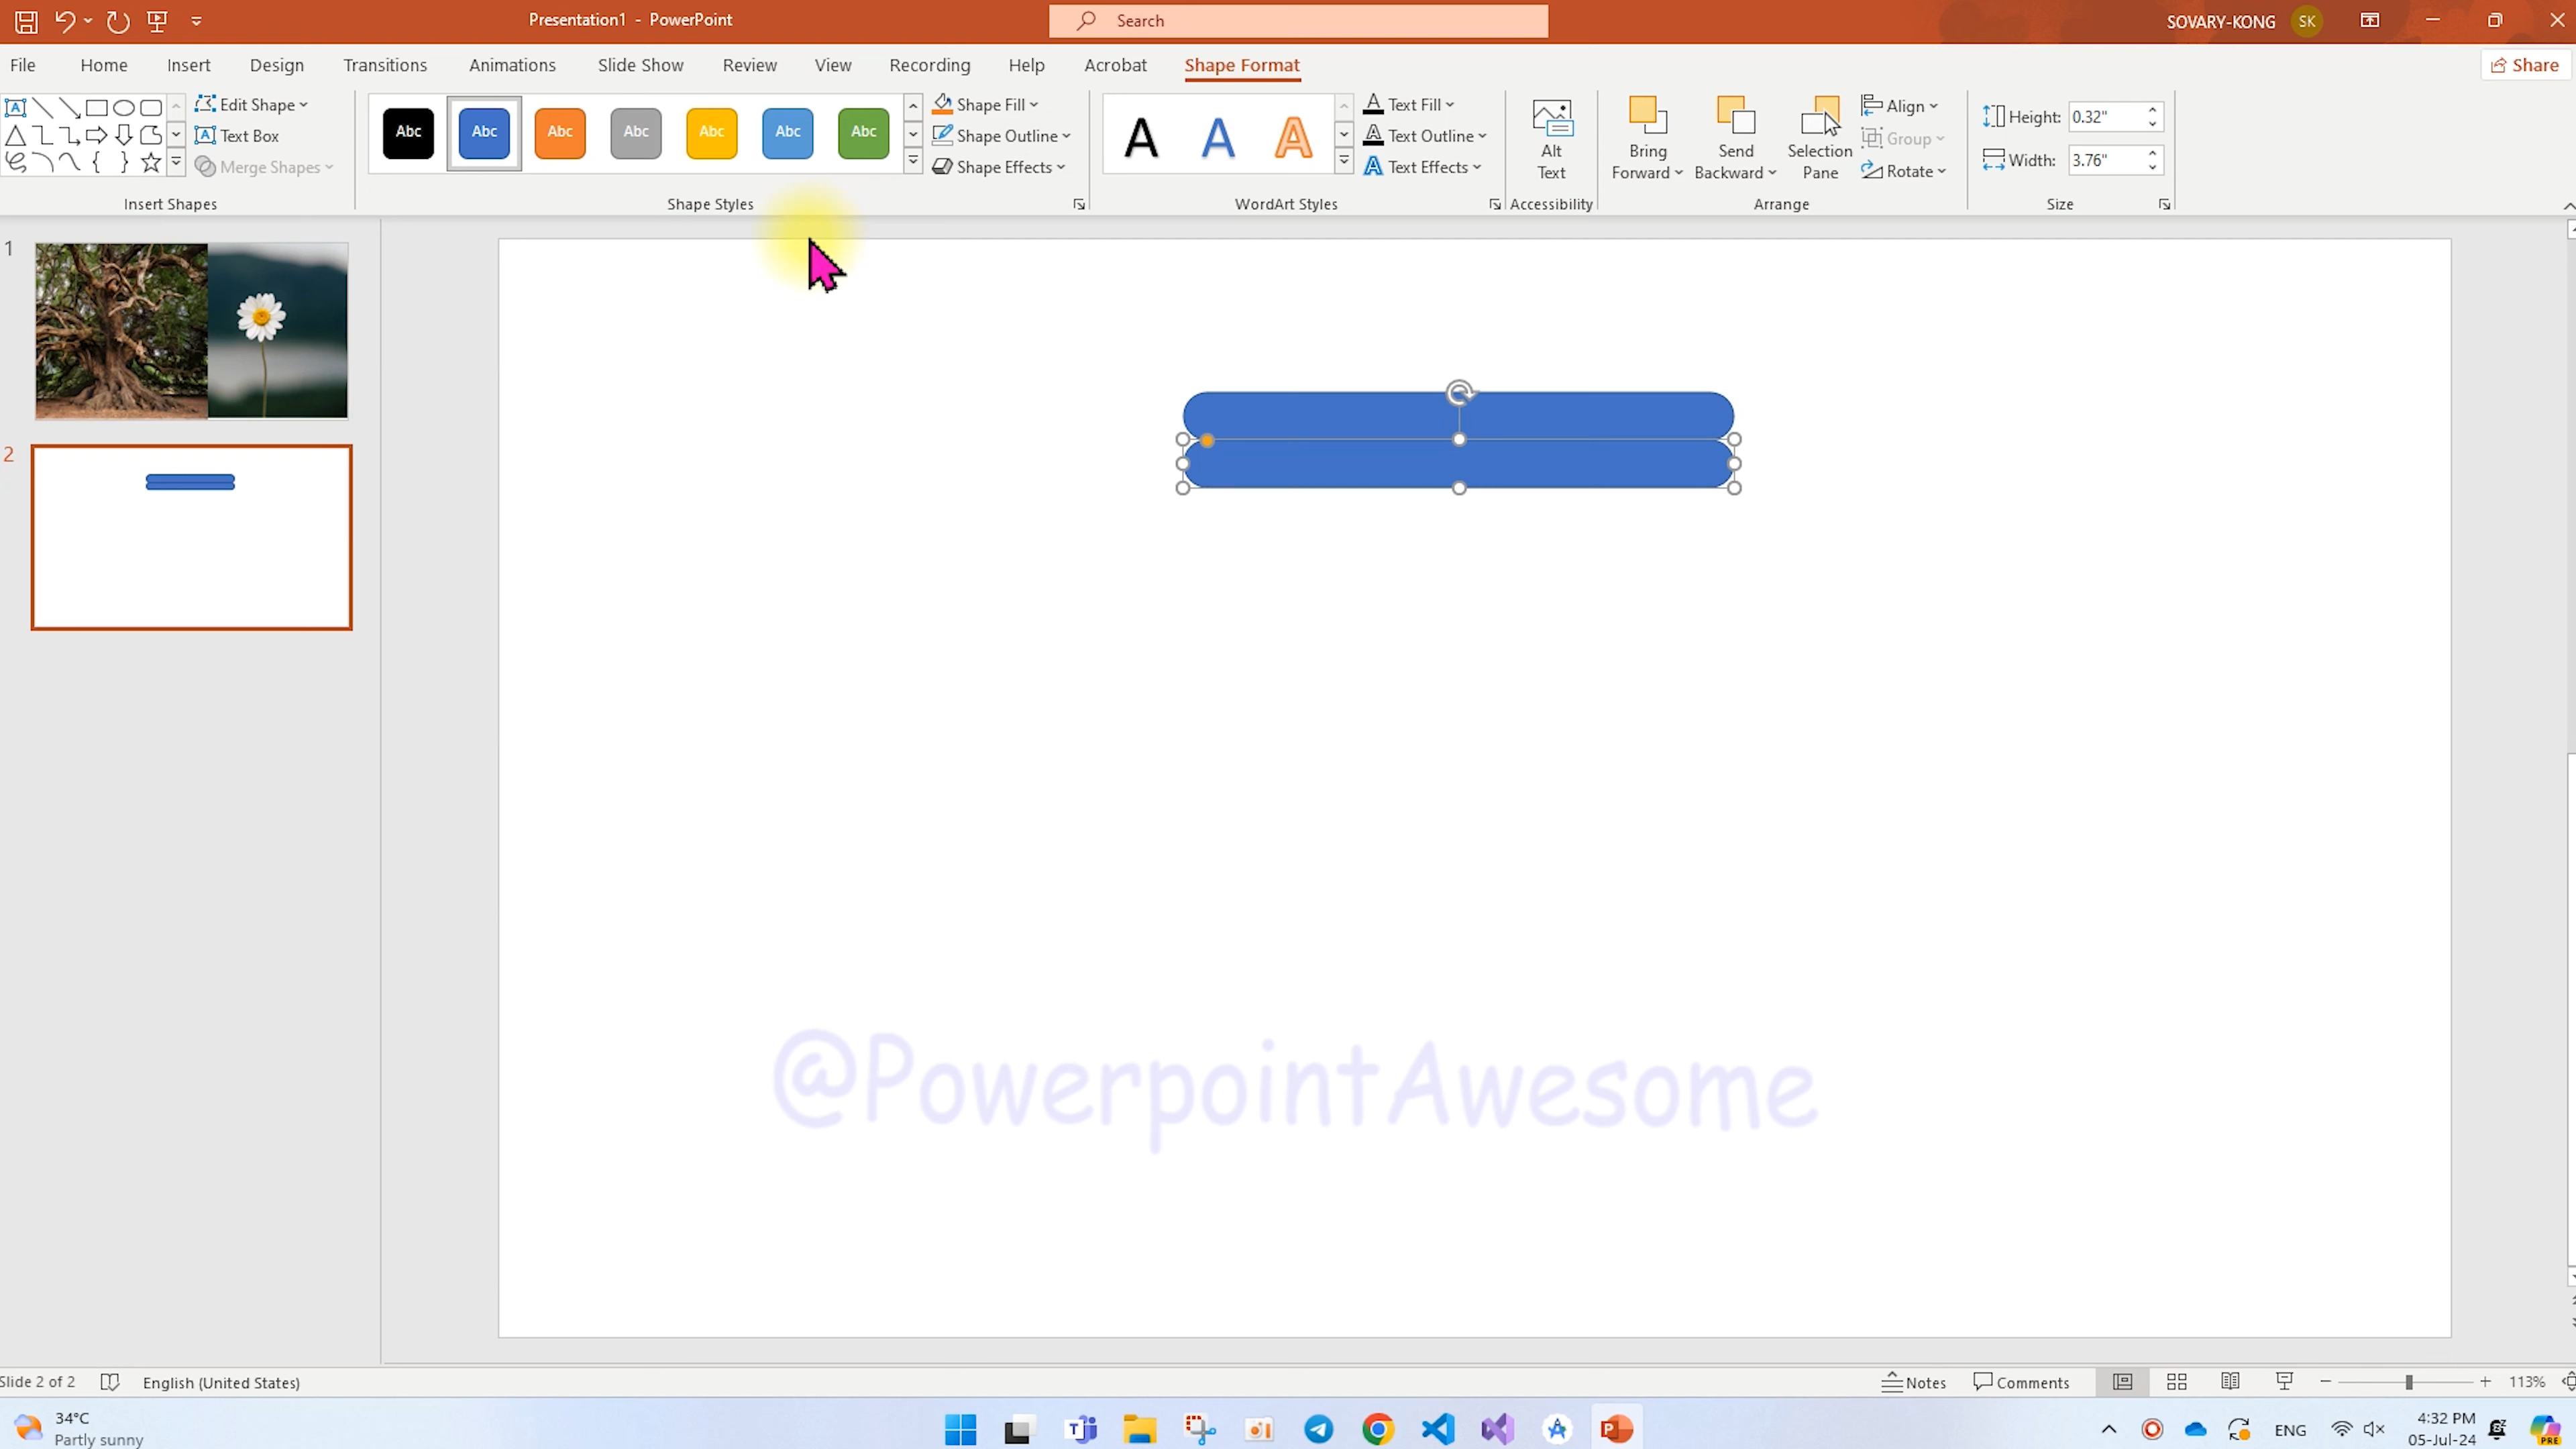 Presentation1 - PowerPoint
Search
SOVARY-KONG
SK
File
Home
Insert
Design
Transitions
Animations
Slide Show
Review
View
Recording
Help
Acrobat
Shape Format
Share
Edit Shape
Text Box
Merge Shapes
Insert Shapes
Abc
Abc
Abc
Abc
Abc
Abc
Abc
Shape Fill
Shape Outline
Shape Effects
Shape Styles
A
A
A
Text Fill
Text Outline
Text Effects
WordArt Styles
Alt
Text
Accessibility
Bring
Forward
Send
Backward
Selection
Pane
Align
Group
Rotate
Arrange
Height: 0.32"
Width: 3.76"
Size
1
2
@PowerpointAwesome
Slide 2 of 2
English (United States)
Notes
Comments
113%
34°C
Partly sunny
ENG
4:32 PM
05-Jul-24
PRE